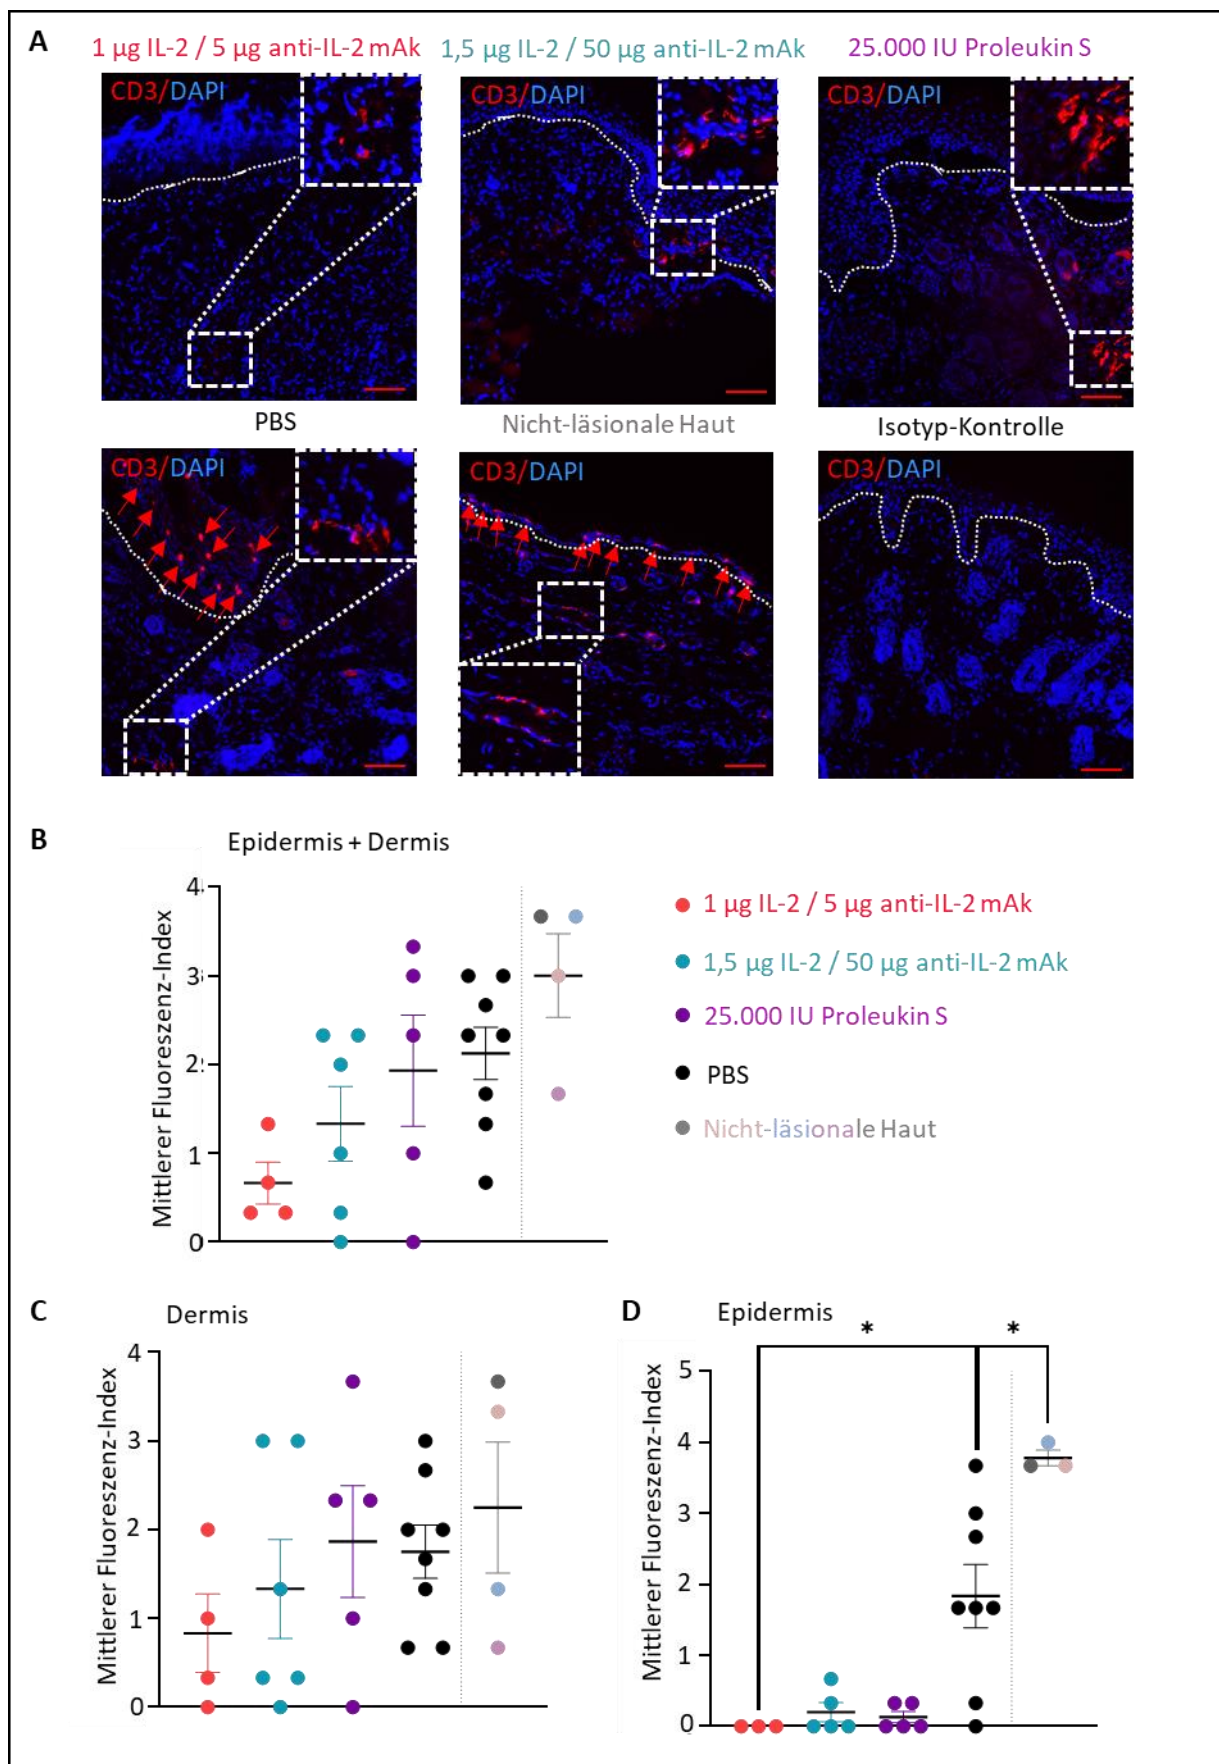 A
1 µg IL-2 / 5 µg anti-IL-2 mAk
1,5 µg IL-2 / 50 µg anti-IL-2 mAk
25.000 IU Proleukin S
CD3/DAPI
CD3/DAPI
CD3/DAPI
PBS
Nicht-läsionale Haut
Isotyp-Kontrolle
CD3/DAPI
CD3/DAPI
CD3/DAPI
B
Epidermis + Dermis
Mittlerer Fluoreszenz-Index
4
3
2
1
0
1 µg IL-2 / 5 µg anti-IL-2 mAk
1,5 µg IL-2 / 50 µg anti-IL-2 mAk
25.000 IU Proleukin S
PBS
Nicht-läsionale Haut
C
Dermis
Mittlerer Fluoreszenz-Index
4
3
2
1
0
D
Epidermis
* *
Mittlerer Fluoreszenz-Index
5
4
3
2
1
0